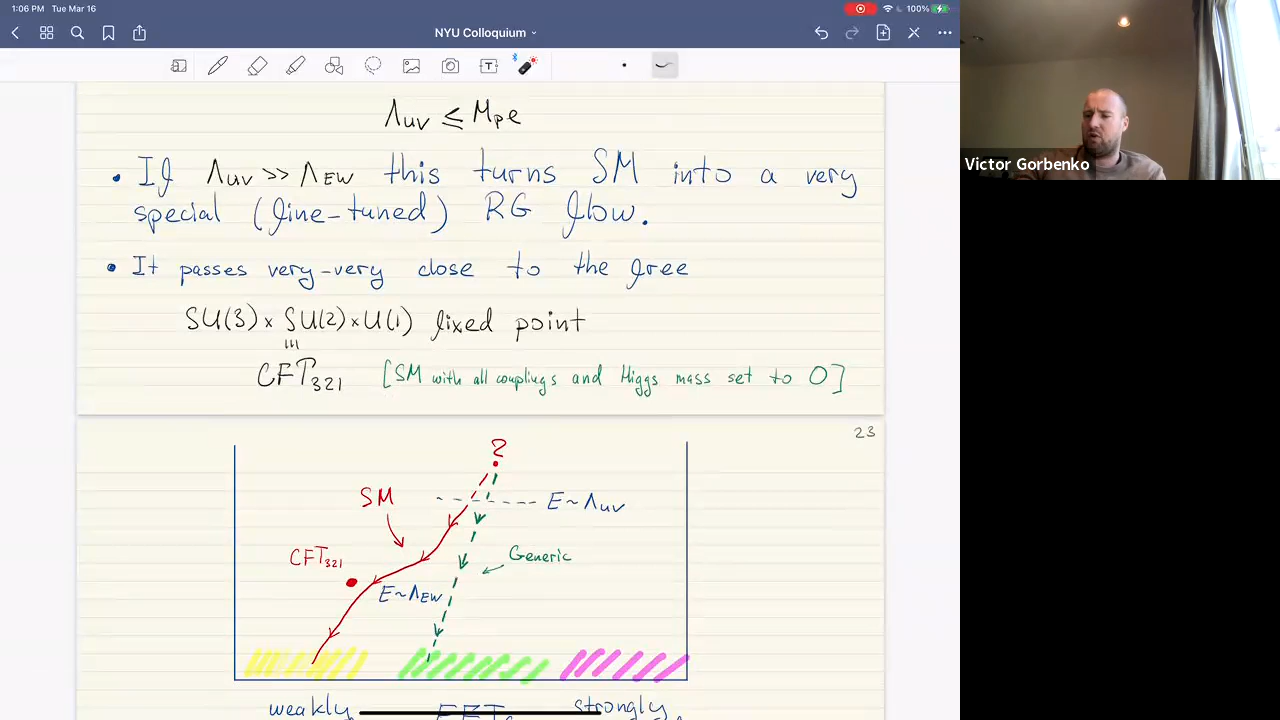 1:06 PM Tue Mar 16
100%
NYU Colloquium
Λuv ≤ Mpe
• If Λuv >> ΛEW this turns SM into a very
special (fine-tuned) RG flow.
• It passes very-very close to the free
SU(3) x SU(2) x U(1) fixed point
CFT321 [SM with all couplings and Higgs mass set to 0]
23
?
SM
E ~ Λuv
CFT321
Generic
E ~ ΛEW
weakly
EFTs
strongly
Victor Gorbenko